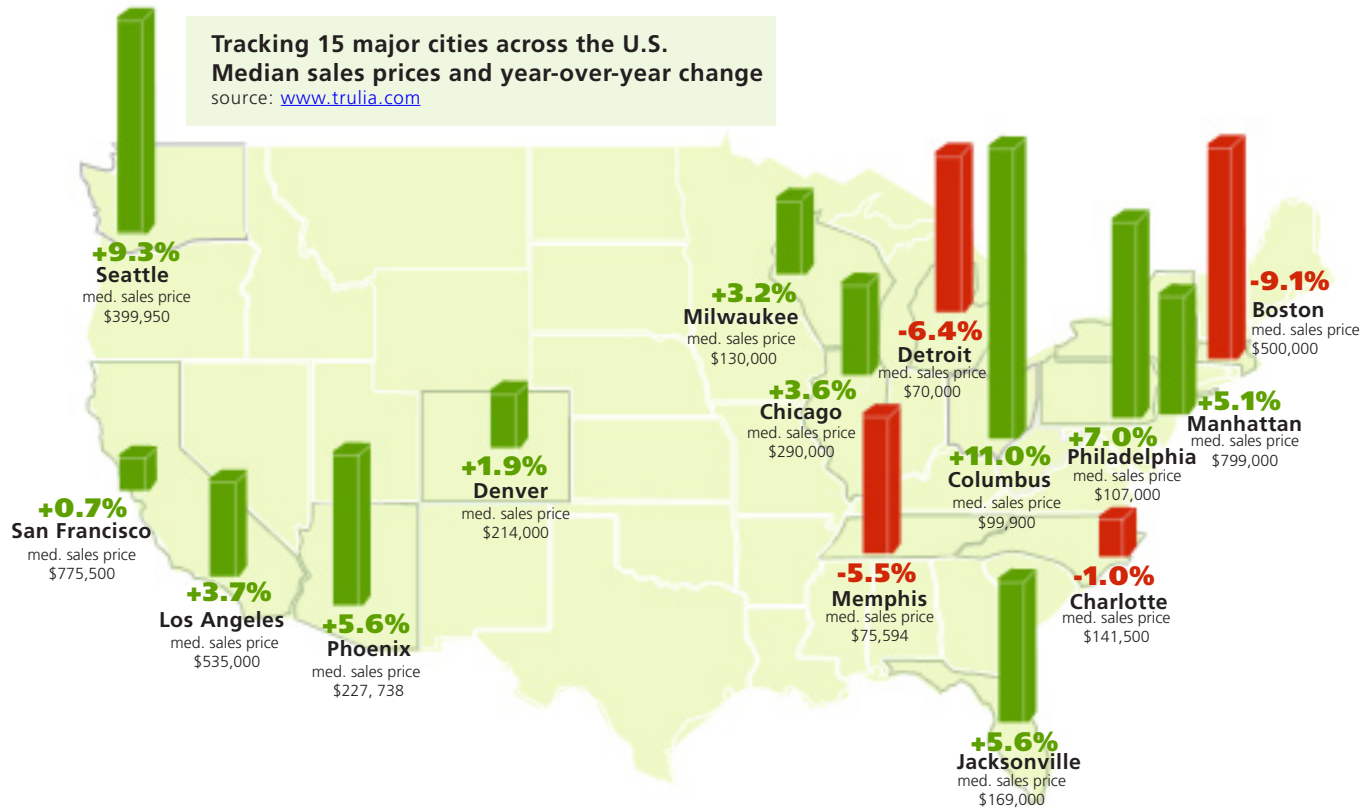 Tracking 15 major cities across the U.S.
Median sales prices and year-over-year change
source: www.trulia.com
+9.3%
Seattle
med. sales price
$399,950
+3.2%
Milwaukee
med. sales price
$130,000
-6.4%
Detroit
med. sales price
$70,000
-9.1%
Boston
med. sales price
$500,000
+3.6%
Chicago
med. sales price
$290,000
+5.1%
Manhattan
med. sales price
$799,000
+7.0%
Philadelphia
med. sales price
$107,000
+11.0%
Columbus
med. sales price
$99,900
+1.9%
Denver
med. sales price
$214,000
+0.7%
San Francisco
med. sales price
$775,500
+3.7%
Los Angeles
med. sales price
$535,000
+5.6%
Phoenix
med. sales price
$227, 738
-5.5%
Memphis
med. sales price
$75,594
-1.0%
Charlotte
med. sales price
$141,500
+5.6%
Jacksonville
med. sales price
$169,000